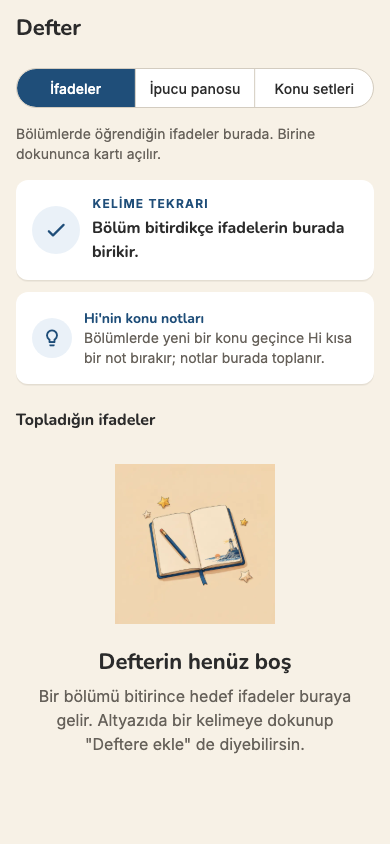 Defter
İfadeler
İpucu panosu
Konu setleri
Bölümlerde öğrendiğin ifadeler burada. Birine
dokununca kartı açılır.
KELİME TEKRARI
Bölüm bitirdikçe ifadelerin burada
birikir.
Hi'nin konu notları
Bölümlerde yeni bir konu geçince Hi kısa
bir not bırakır; notlar burada toplanır.
Topladığın ifadeler
Defterin henüz boş
Bir bölümü bitirince hedef ifadeler buraya
gelir. Altyazıda bir kelimeye dokunup
"Deftere ekle" de diyebilirsin.